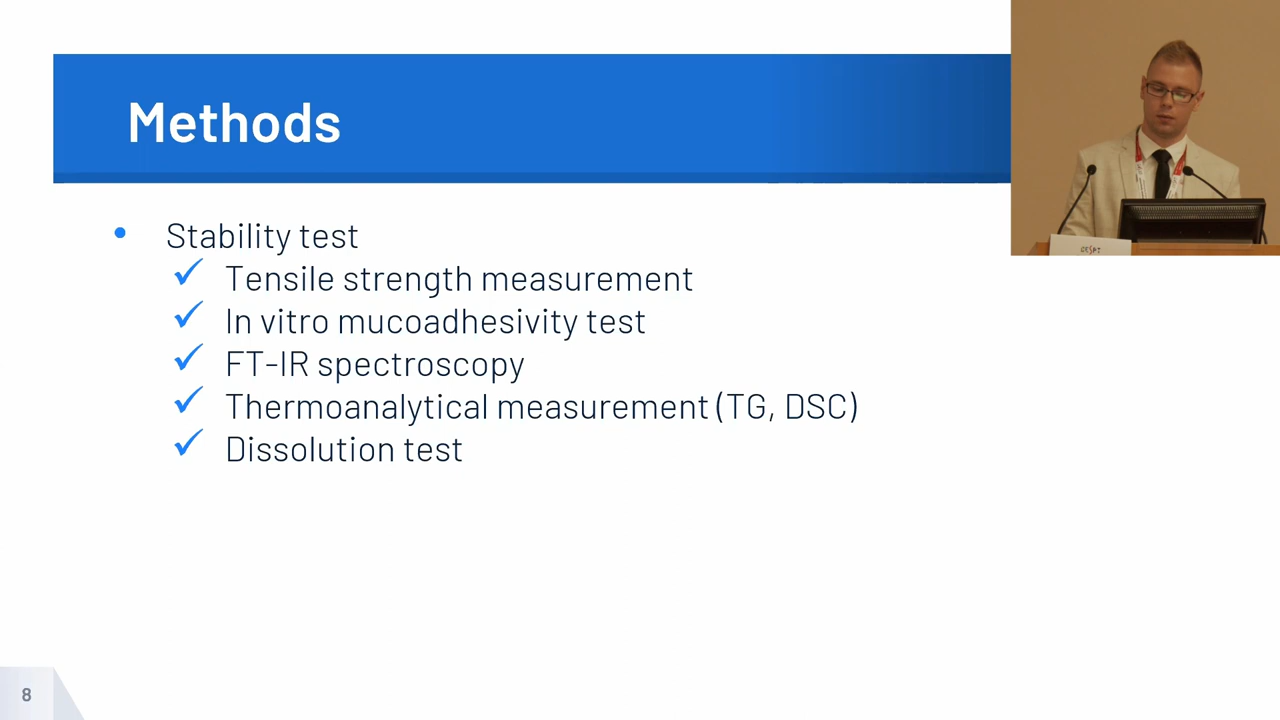 Methods
Stability test
Tensile strength measurement
In vitro mucoadhesivity test
FT-IR spectroscopy
Thermoanalytical measurement (TG, DSC)
Dissolution test
8